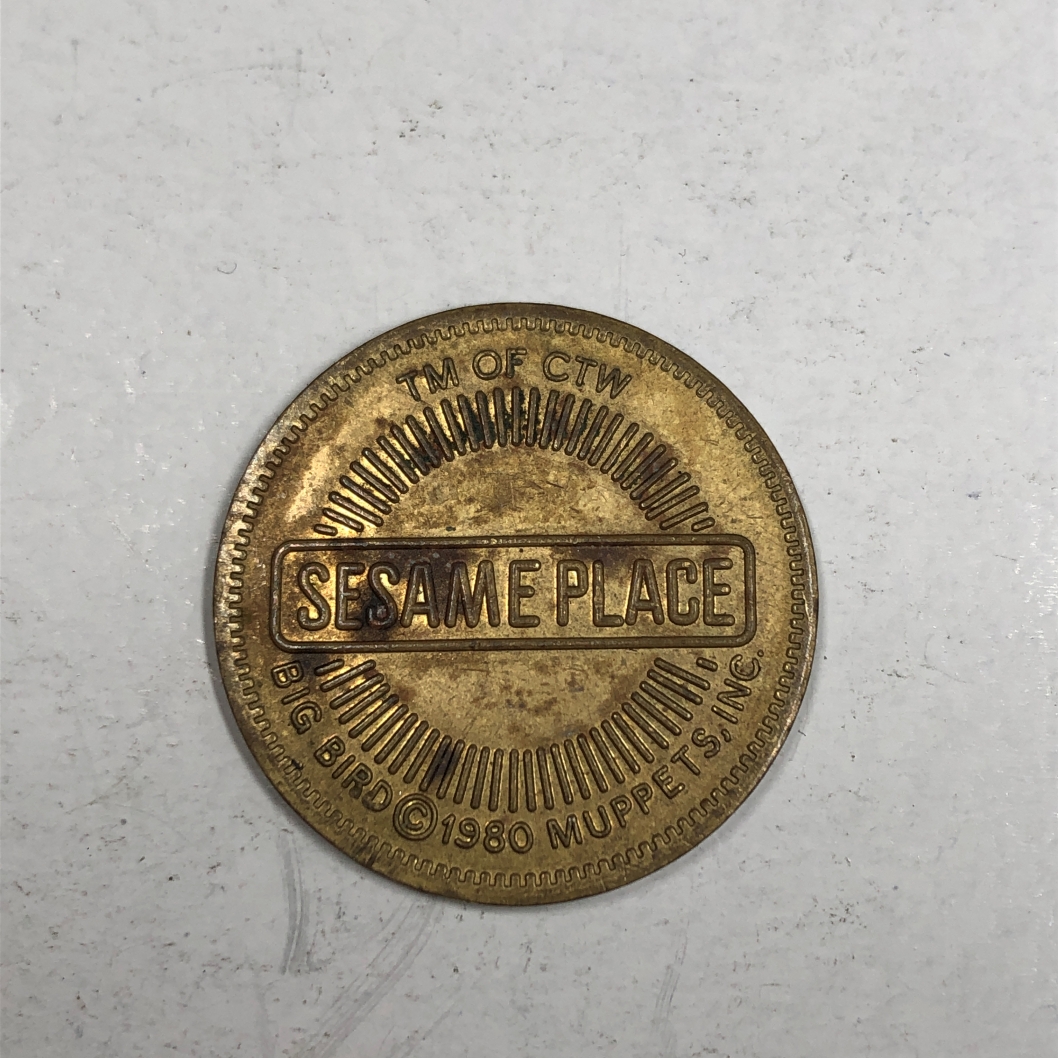 TM OF CTW
SESAME PLACE
BIG BIRD © 1980 MUPPETS, INC.